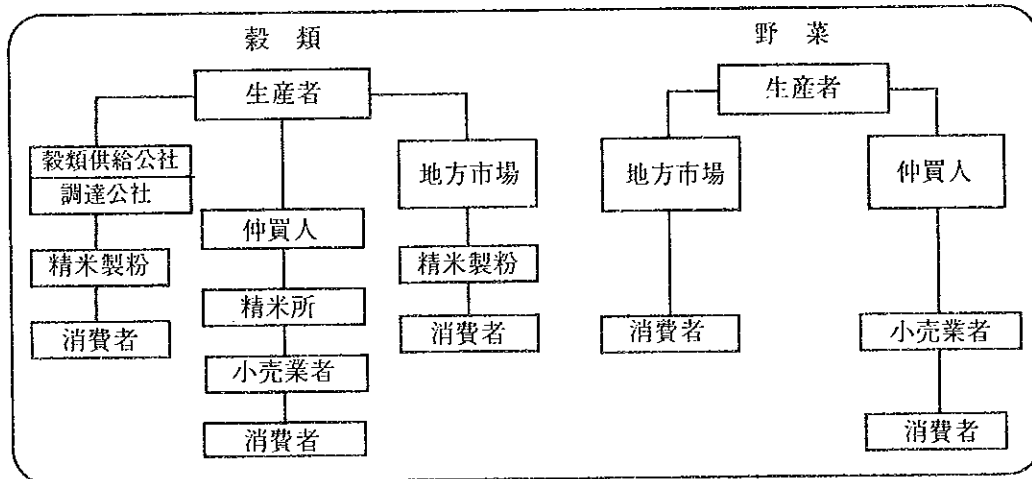 穀類
生産者
穀類供給公社
調達公社
精米製粉
消費者
仲買人
精米所
小売業者
消費者
地方市場
精米製粉
消費者
野菜
生産者
地方市場
消費者
仲買人
小売業者
消費者